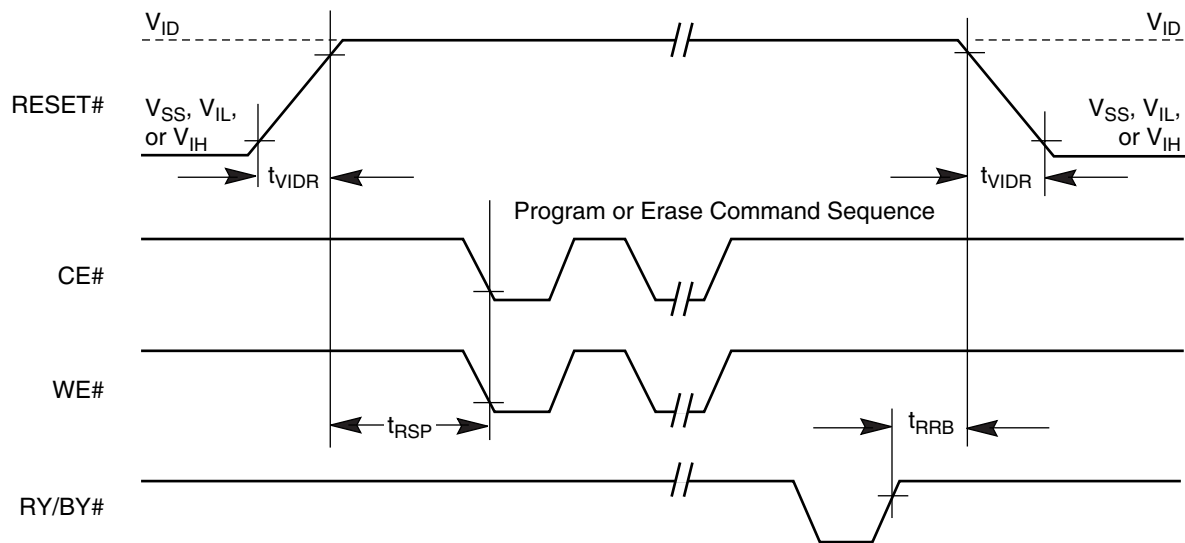 VID
VID
RESET#
VSS, VIL,
or VIH
VSS, VIL,
or VIH
tVIDR
tVIDR
Program or Erase Command Sequence
CE#
WE#
tRSP
tRRB
RY/BY#